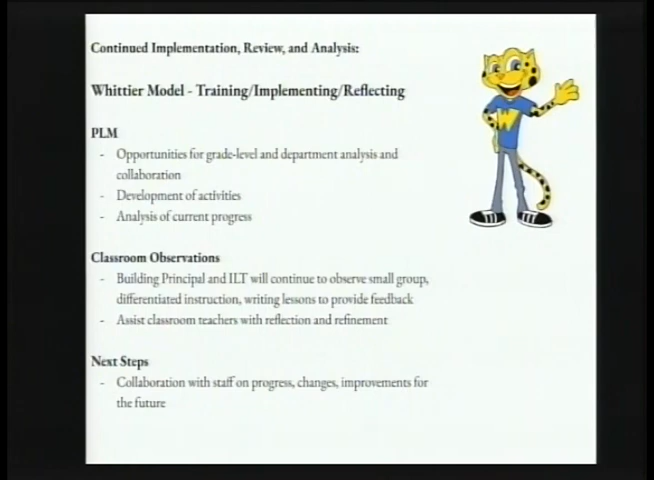 Continued Implementation, Review, and Analysis:
Whittier Model - Training/Implementing/Reflecting
PLM
- Opportunities for grade-level and department analysis and
collaboration
- Development of activities
- Analysis of current progress
Classroom Observations
- Building Principal and ILT will continue to observe small group,
differentiated instruction, writing lessons to provide feedback
- Assist classroom teachers with reflection and refinement
Next Steps
- Collaboration with staff on progress, changes, improvements for
the future
W